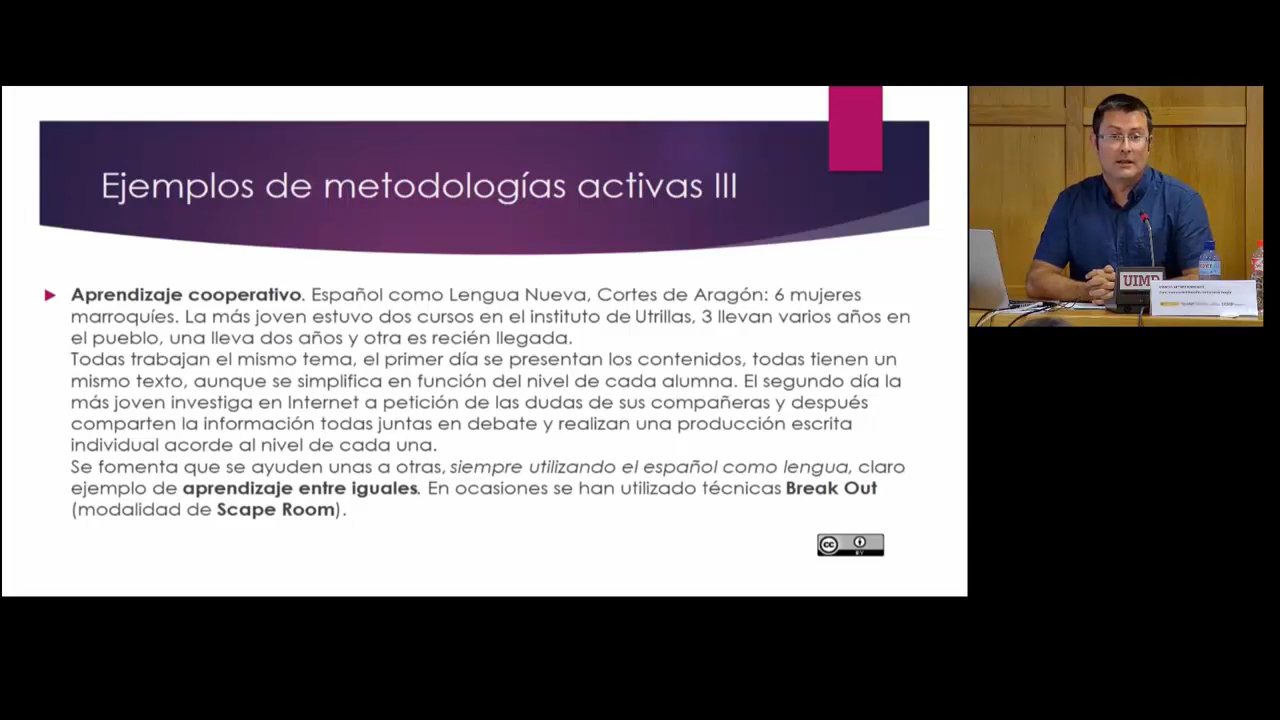 Ejemplos de metodologías activas III
Aprendizaje cooperativo. Español como Lengua Nueva, Cortes de Aragón: 6 mujeres
marroquíes. La más joven estuvo dos cursos en el instituto de Utrillas, 3 llevan varios años en
el pueblo, una lleva dos años y otra es recién llegada.
Todas trabajan el mismo tema, el primer día se presentan los contenidos, todas tienen un
mismo texto, aunque se simplifica en función del nivel de cada alumna. El segundo día la
más joven investiga en Internet a petición de las dudas de sus compañeras y después
comparten la información todas juntas en debate y realizan una producción escrita
individual acorde al nivel de cada una.
Se fomenta que se ayuden unas a otras, siempre utilizando el español como lengua, claro
ejemplo de aprendizaje entre iguales. En ocasiones se han utilizado técnicas Break Out
(modalidad de Scape Room).
cc BY
UIMP